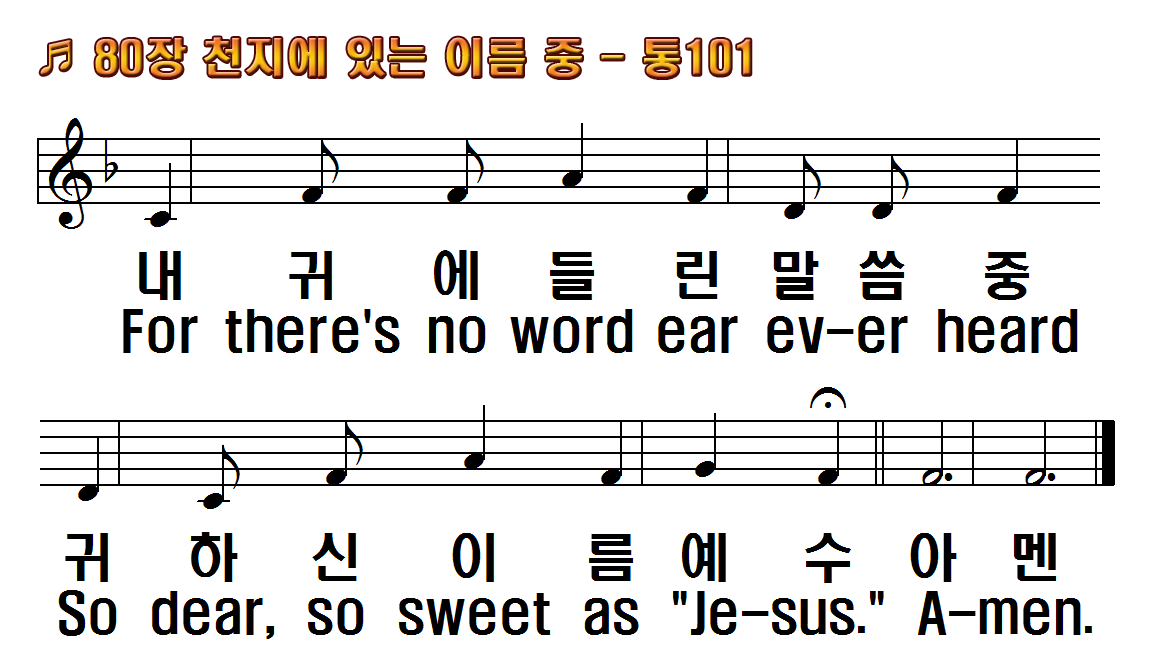 80장 천지에 있는 이름 중 - 통101
내 귀 에 들 린 말 씀 중
For there's no word ear ev-er heard
귀 하 신 이 름 예 수 아 멘
So dear, so sweet as "Je-sus." A-men.